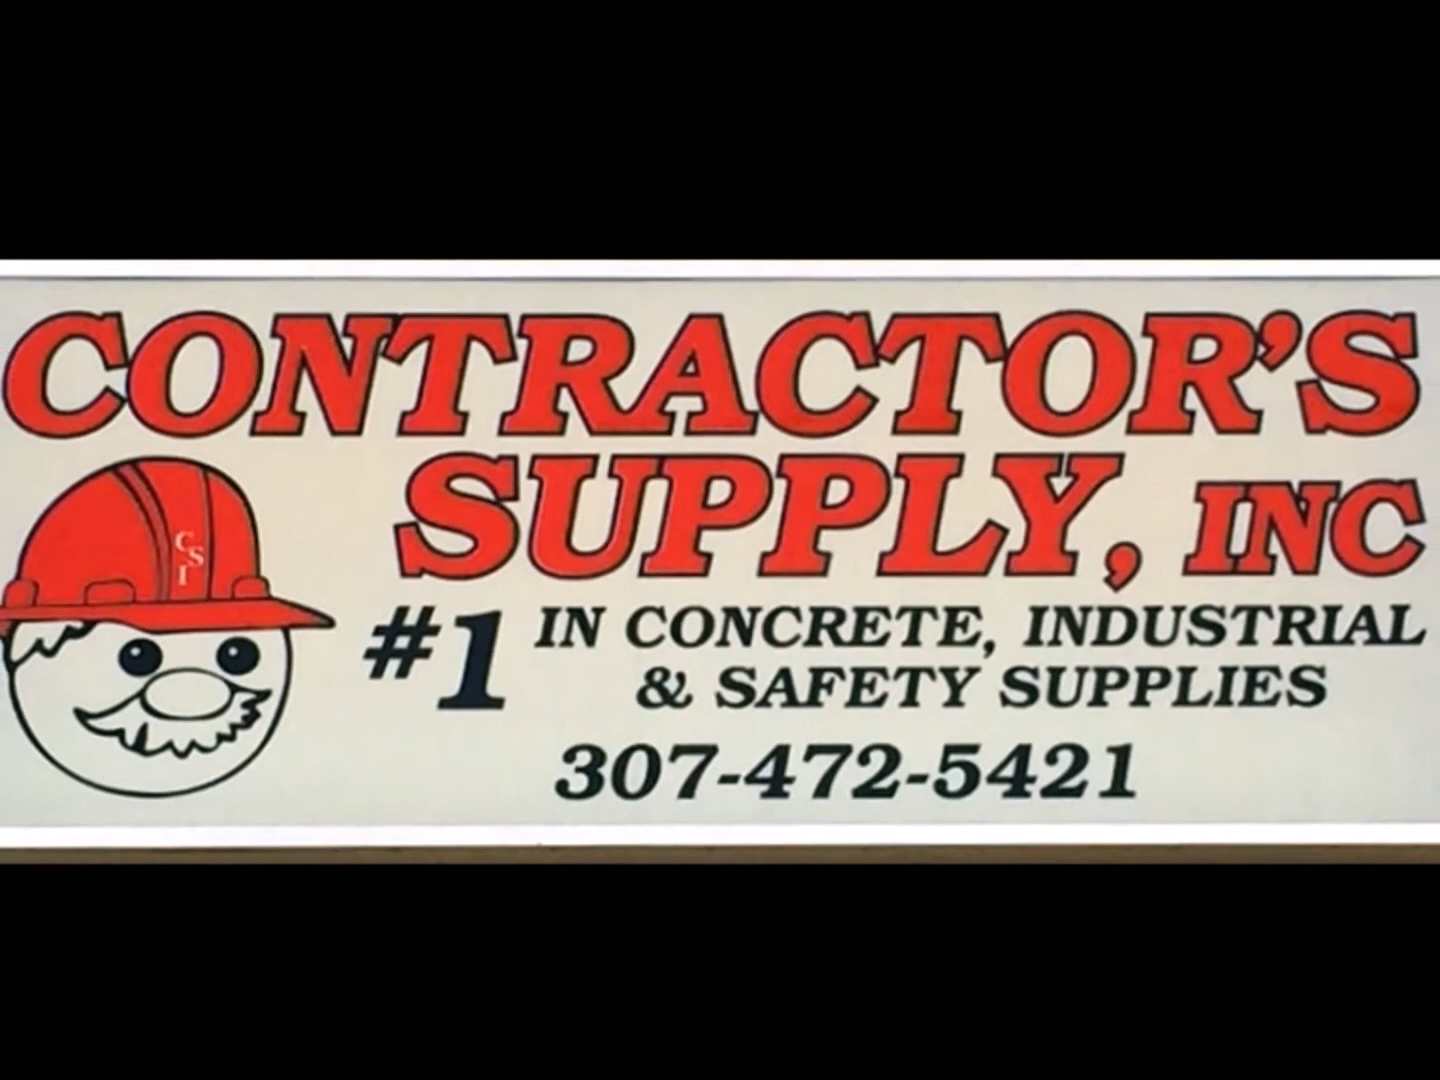 CONTRACTOR'S
SUPPLY, INC
CSI
#1 IN CONCRETE, INDUSTRIAL
& SAFETY SUPPLIES
307-472-5421